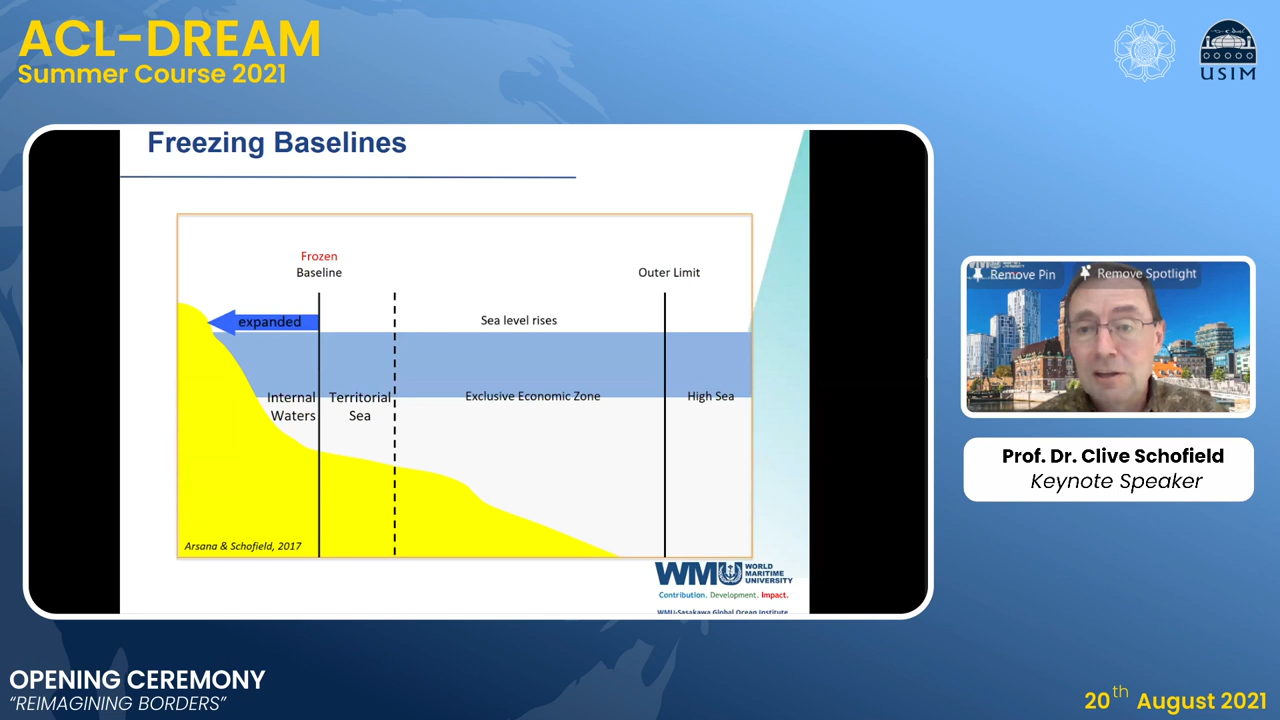 ACL-DREAM
Summer Course 2021
USIM
Freezing Baselines
Frozen
Baseline
Outer Limit
expanded
Sea level rises
Internal
Waters
Territorial
Sea
Exclusive Economic Zone
High Sea
Arsana & Schofield, 2017
WMU WORLD
MARITIME
UNIVERSITY
Contribution. Development. Impact.
WMU-Sasakawa Global Ocean Institute
Remove Pin
Remove Spotlight
Prof. Dr. Clive Schofield
Keynote Speaker
OPENING CEREMONY
“REIMAGINING BORDERS”
20th August 2021